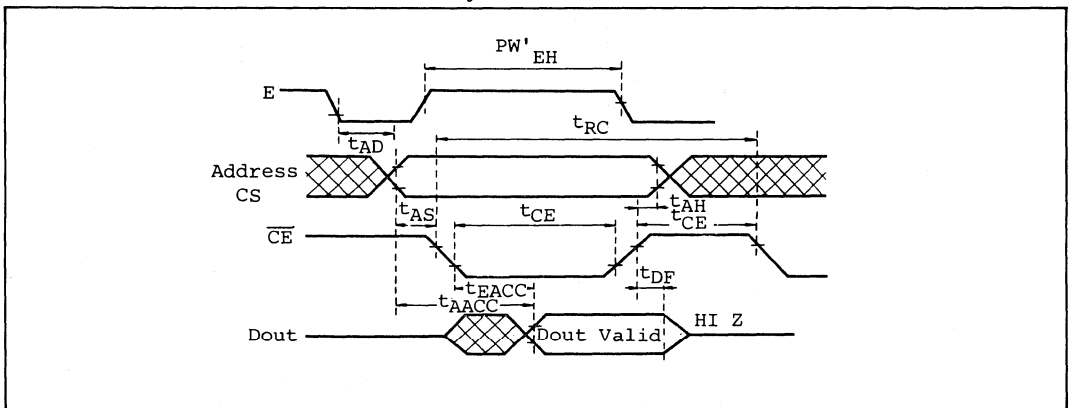 PW'EH
E
tRC
tAD
Address
CS
tAS
tCE
tAH
tCE
CE
tDF
tEACC
tAACC
HI Z
Dout
Dout Valid